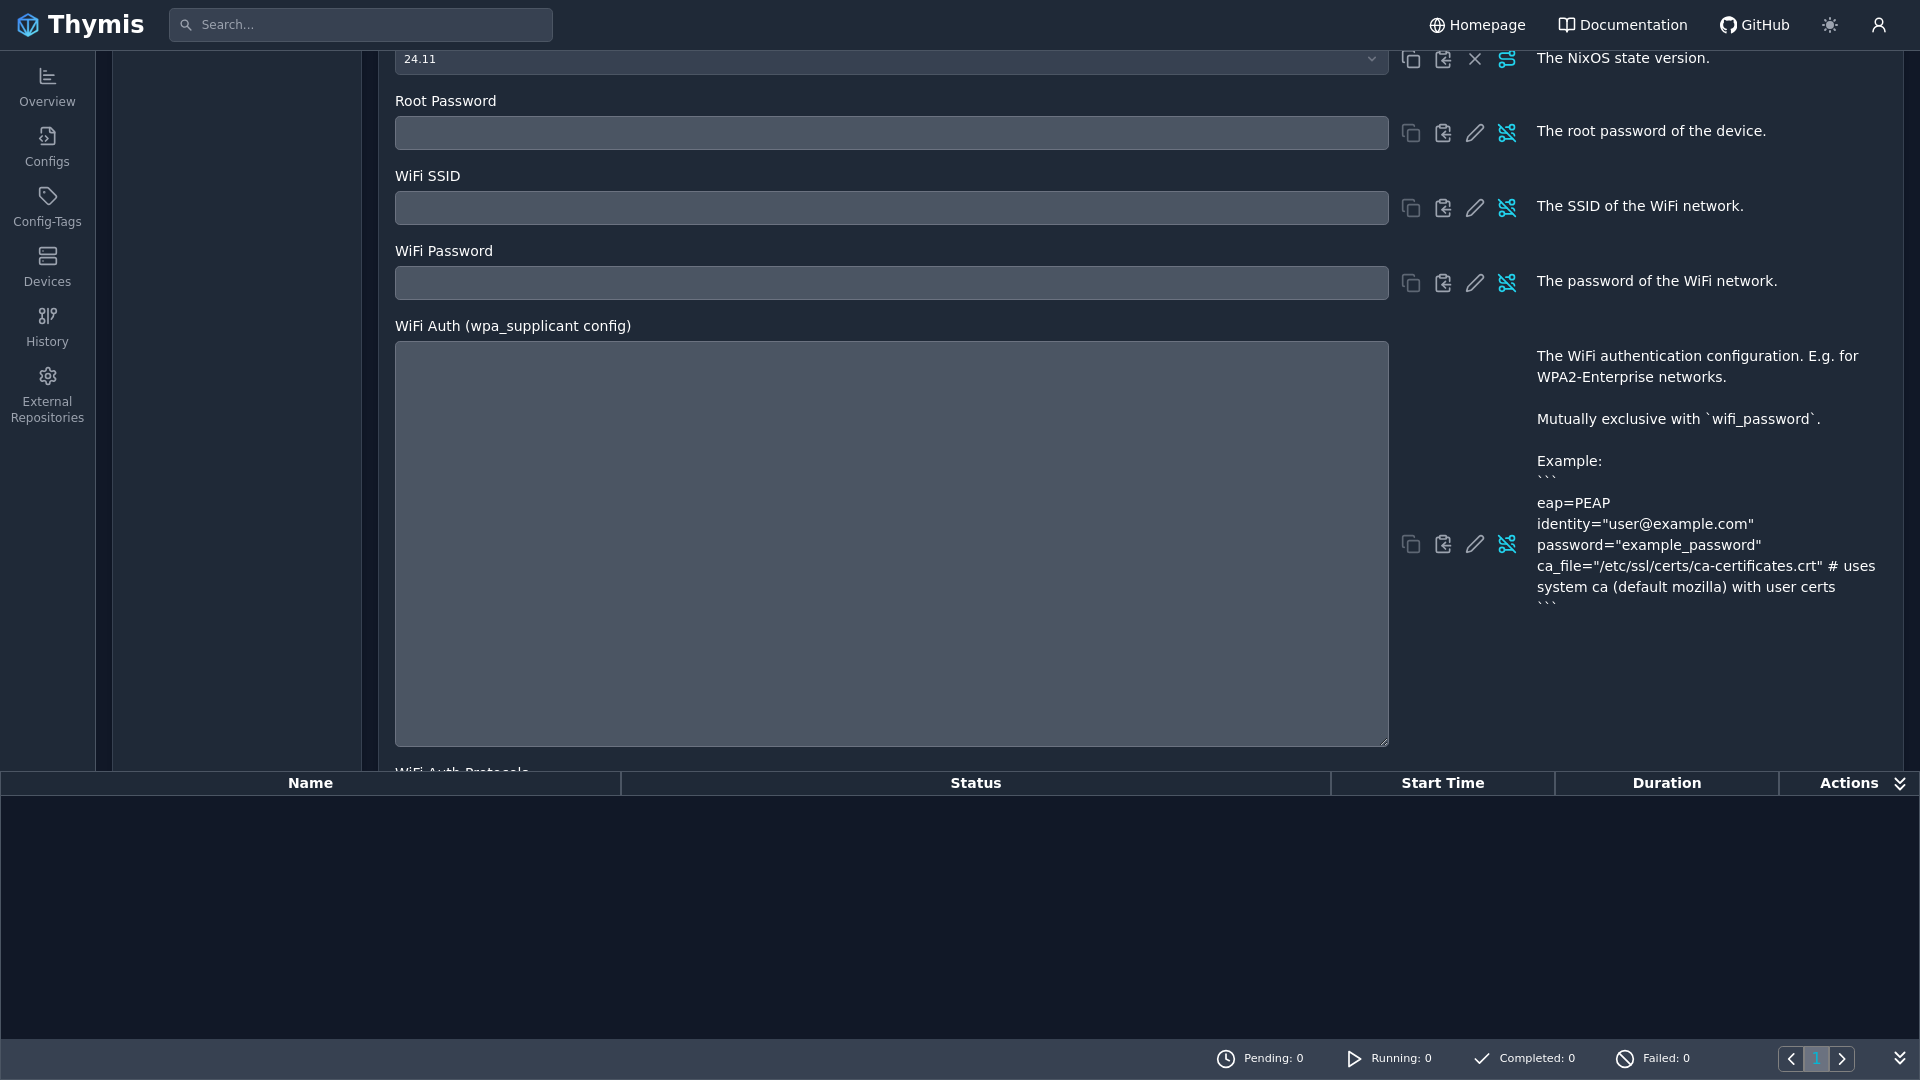 Thymis
Search...
Homepage
Documentation
GitHub
Overview
Configs
Config-Tags
Devices
History
External
Repositories
24.11
The NixOS state version.
Root Password
The root password of the device.
WiFi SSID
The SSID of the WiFi network.
WiFi Password
The password of the WiFi network.
WiFi Auth (wpa_supplicant config)
The WiFi authentication configuration. E.g. for
WPA2-Enterprise networks.
Mutually exclusive with `wifi_password`.
Example:
```
eap=PEAP
identity="user@example.com"
password="example_password"
ca_file="/etc/ssl/certs/ca-certificates.crt" # uses
system ca (default mozilla) with user certs
```
WiFi Auth Protocols
Name
Status
Start Time
Duration
Actions
Pending: 0
Running: 0
Completed: 0
Failed: 0
1